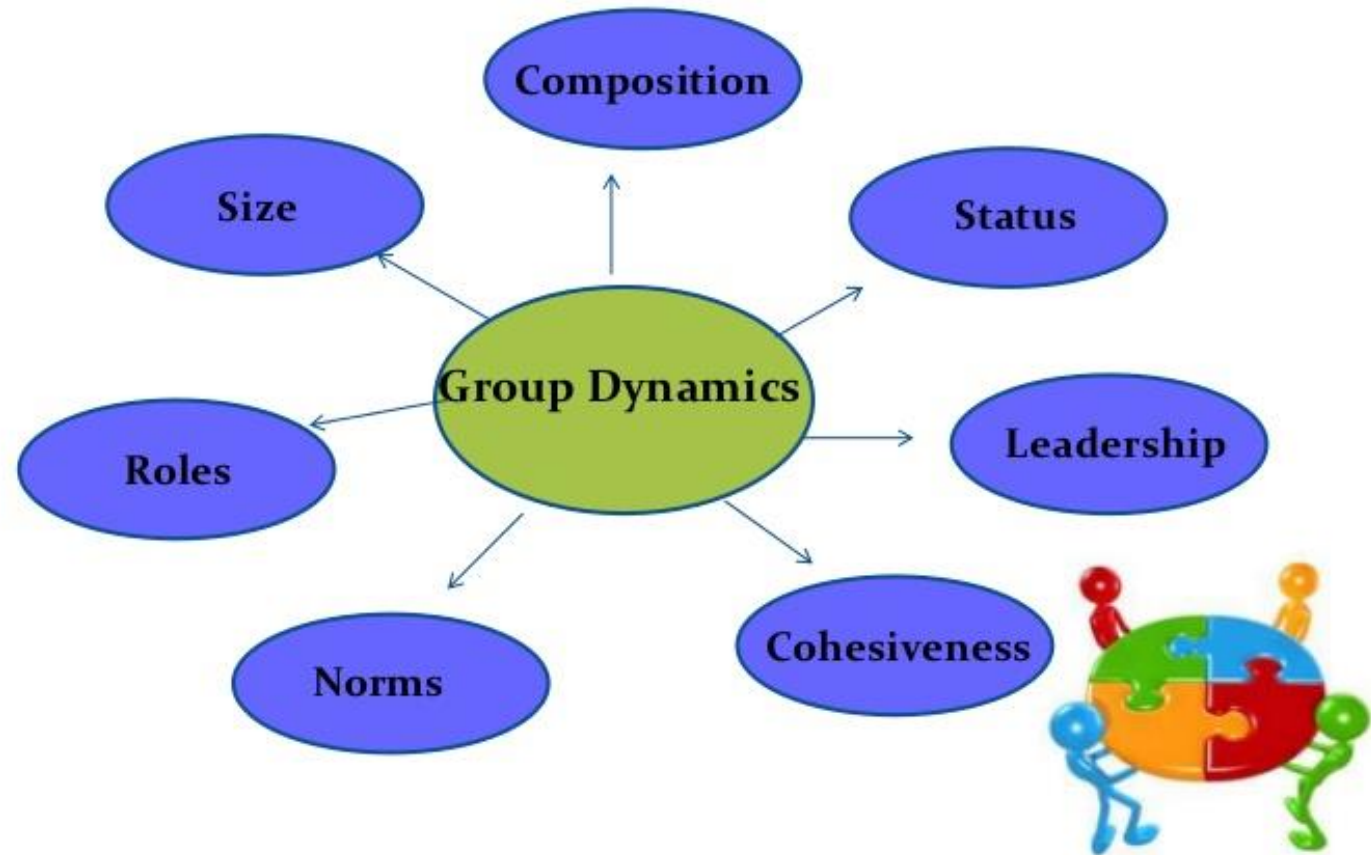 Composition
Size
Status
Group Dynamics
Roles
Leadership
Norms
Cohesiveness